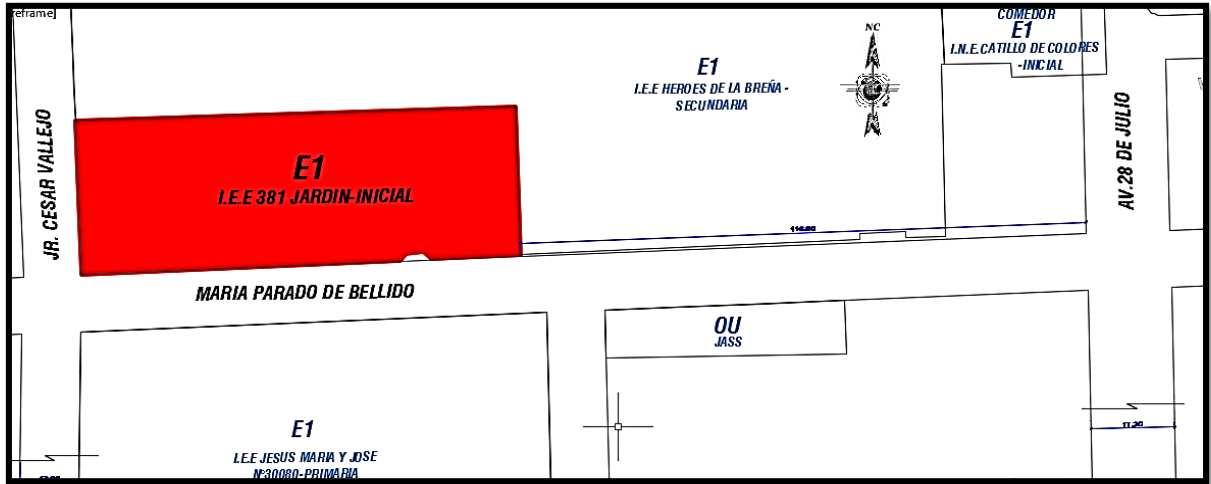 reframe]
COMEDOR
E1
I.N.E.CATILLO DE COLORES
-INICIAL
NC
E1
I.E.E HEROES DE LA BREÑA -
SECUNDARIA
JR. CESAR VALLEJO
E1
I.E.E 381 JARDIN-INICIAL
AV.28 DE JULIO
MARIA PARADO DE BELLIDO
OU
JASS
E1
I.E.E JESUS MARIA Y JOSE
N°30080-PRIMARIA